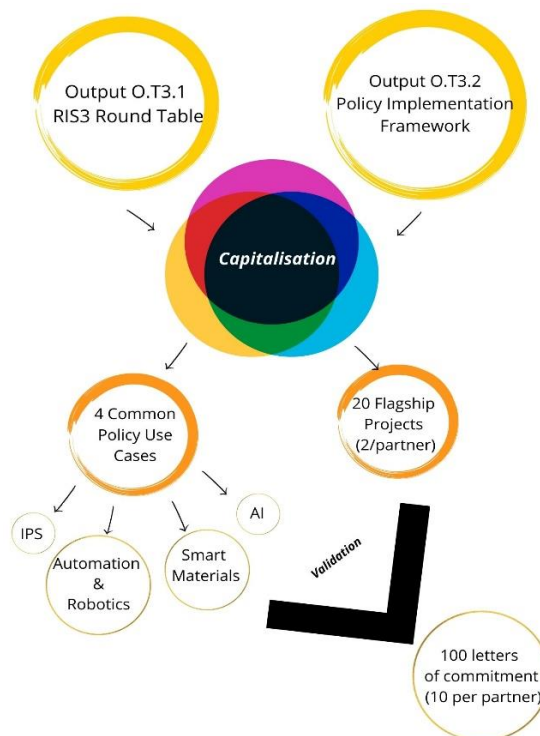 Output O.T3.1
RIS3 Round Table
Output O.T3.2
Policy Implementation
Framework
Capitalisation
4 Common
Policy Use
Cases
20 Flagship
Projects
(2/partner)
IPS
Automation
&
Robotics
Smart
Materials
AI
Validation
100 letters
of commitment
(10 per partner)